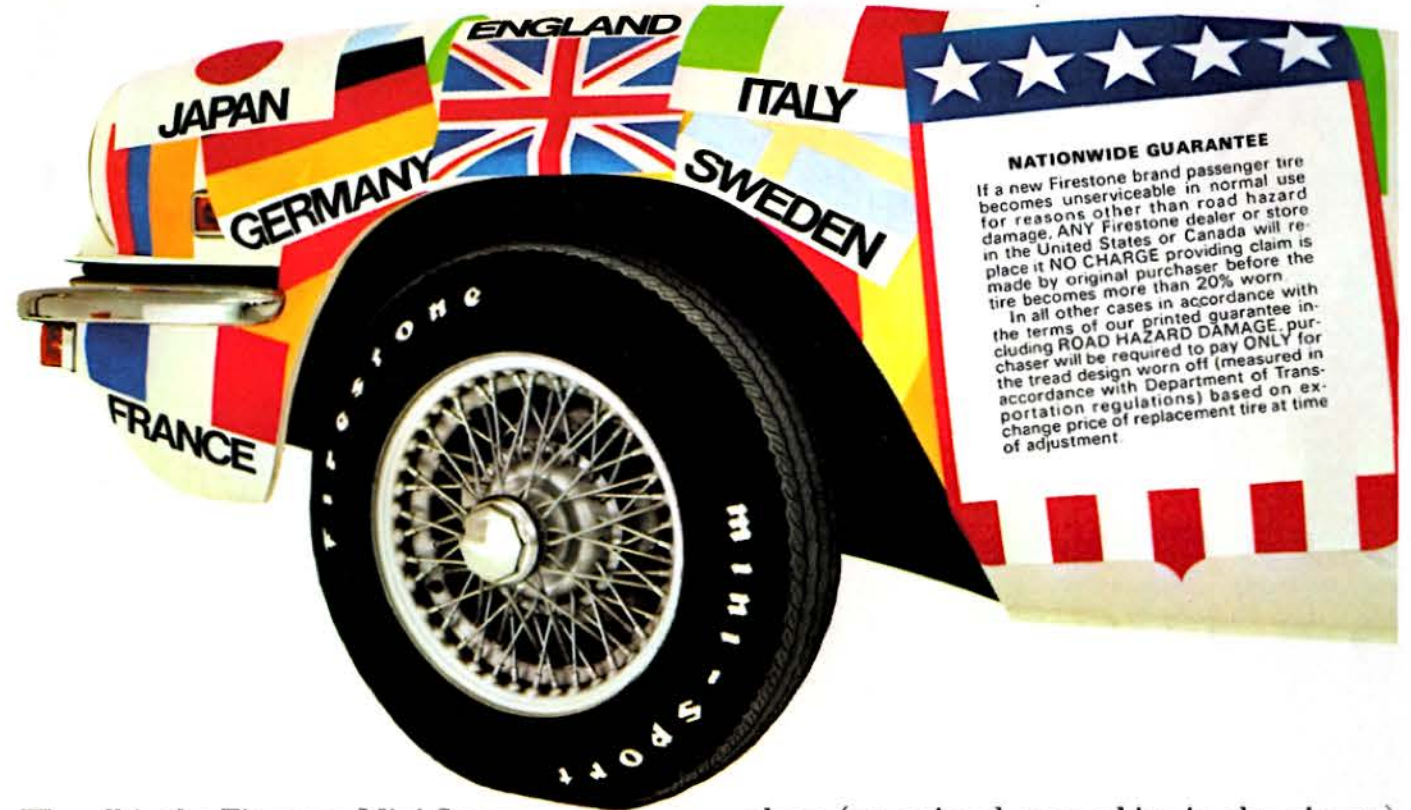 ENGLAND
JAPAN
ITALY
GERMANY
SWEDEN
FRANCE
Firestone
mini-sport
NATIONWIDE GUARANTEE
If a new Firestone brand passenger tire
becomes unserviceable in normal use
for reasons other than road hazard
damage, ANY Firestone dealer or store
in the United States or Canada will re-
place it NO CHARGE providing claim is
made by original purchaser before the
tire becomes more than 20% worn.
In all other cases in accordance with
the terms of our printed guarantee in-
cluding ROAD HAZARD DAMAGE, pur-
chaser will be required to pay ONLY for
the tread design worn off (measured in
accordance with Department of Trans-
portation regulations) based on ex-
change price of replacement tire at time
of adjustment.